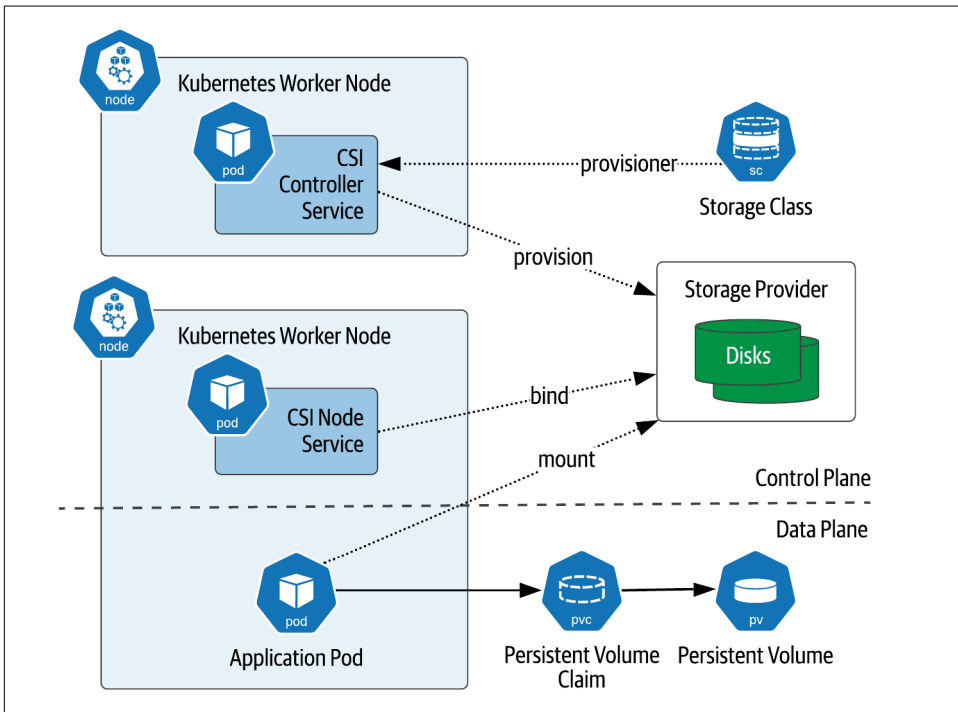 node
Kubernetes Worker Node
pod
CSI
Controller
Service
provisioner
sc
Storage Class
provision
Storage Provider
Disks
node
Kubernetes Worker Node
pod
CSI Node
Service
bind
mount
Control Plane
Data Plane
pod
Application Pod
pvc
Persistent Volume
Claim
pv
Persistent Volume